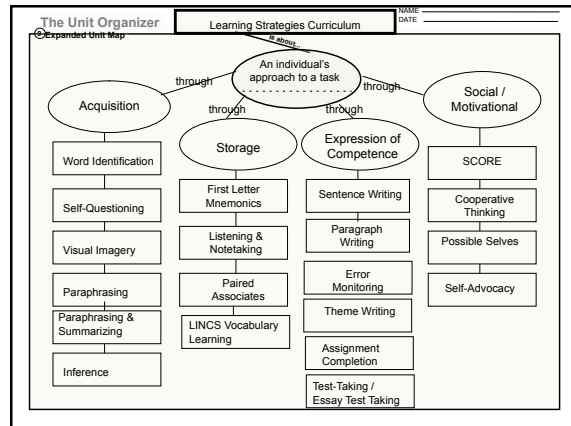 The Unit Organizer
Learning Strategies Curriculum
NAME
DATE
9
Expanded Unit Map
is about...
An individual's
approach to a task
through
through
through
through
Acquisition
Storage
Expression of
Competence
Social /
Motivational
Word Identification
Self-Questioning
Visual Imagery
Paraphrasing
Paraphrasing &
Summarizing
Inference
First Letter
Mnemonics
Listening &
Notetaking
Paired
Associates
LINCS Vocabulary
Learning
Sentence Writing
Paragraph
Writing
Error
Monitoring
Theme Writing
Assignment
Completion
Test-Taking /
Essay Test Taking
SCORE
Cooperative
Thinking
Possible Selves
Self-Advocacy